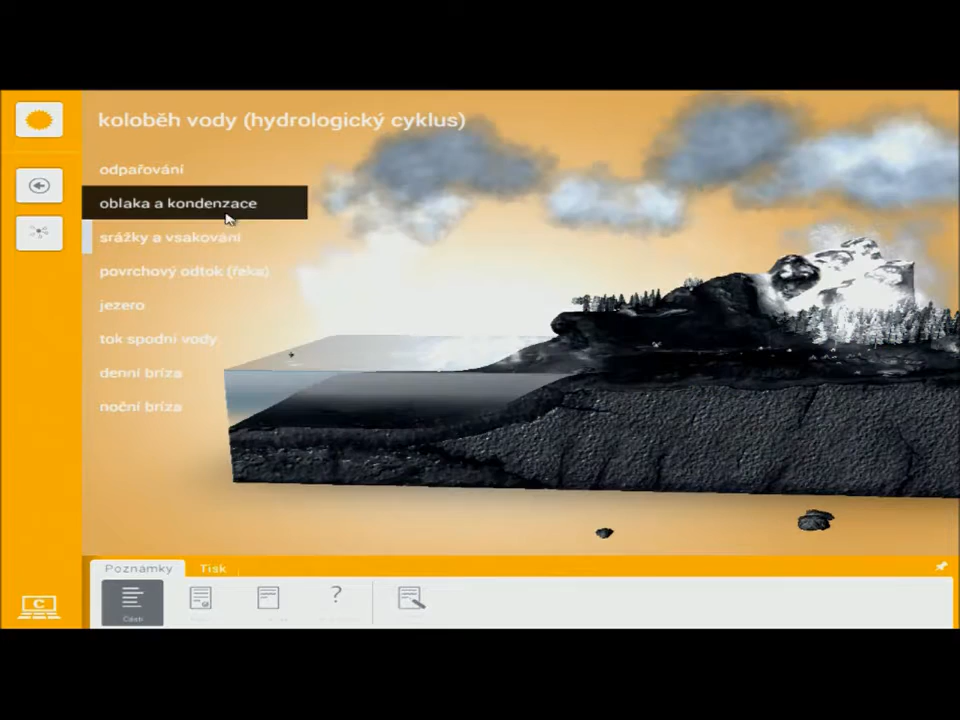 koloběh vody (hydrologický cyklus)
odpařování
oblaka a kondenzace
srážky a vsakování
povrchový odtok (řeka)
jezero
tok spodní vody
denní bríza
noční bríza
Poznámky
Tisk
?
Části
C